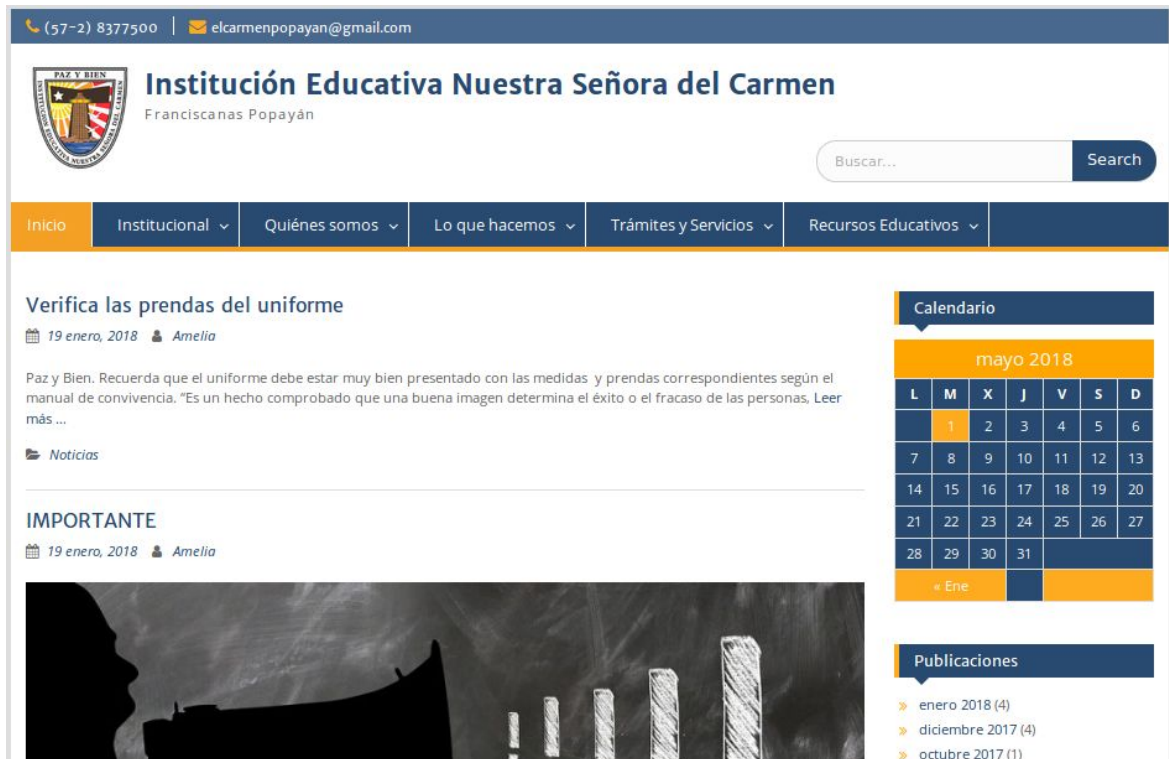 (57-2) 8377500 elcarmenpopayan@gmail.com
PAZ Y BIEN
INSTITUCIÓN EDUCATIVA NUESTRA SEÑORA DEL CARMEN
Institución Educativa Nuestra Señora del Carmen
Franciscanas Popayán
Buscar... Search
Inicio Institucional Quiénes somos Lo que hacemos Trámites y Servicios Recursos Educativos
Verifica las prendas del uniforme
19 enero, 2018 Amelia
Paz y Bien. Recuerda que el uniforme debe estar muy bien presentado con las medidas y prendas correspondientes según el
manual de convivencia. “Es un hecho comprobado que una buena imagen determina el éxito o el fracaso de las personas, Leer
más ...
Noticias
IMPORTANTE
19 enero, 2018 Amelia
Calendario
mayo 2018
L M X J V S D
1 2 3 4 5 6
7 8 9 10 11 12 13
14 15 16 17 18 19 20
21 22 23 24 25 26 27
28 29 30 31
« Ene
Publicaciones
» enero 2018 (4)
» diciembre 2017 (4)
» octubre 2017 (1)